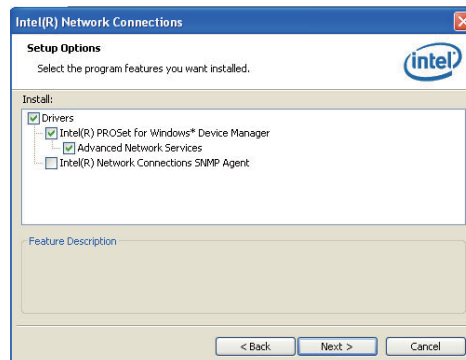 Intel(R) Network Connections
Setup Options
Select the program features you want installed.
intel
Install:
Drivers
Intel(R) PROSet for Windows* Device Manager
Advanced Network Services
Intel(R) Network Connections SNMP Agent
Feature Description
< Back
Next >
Cancel